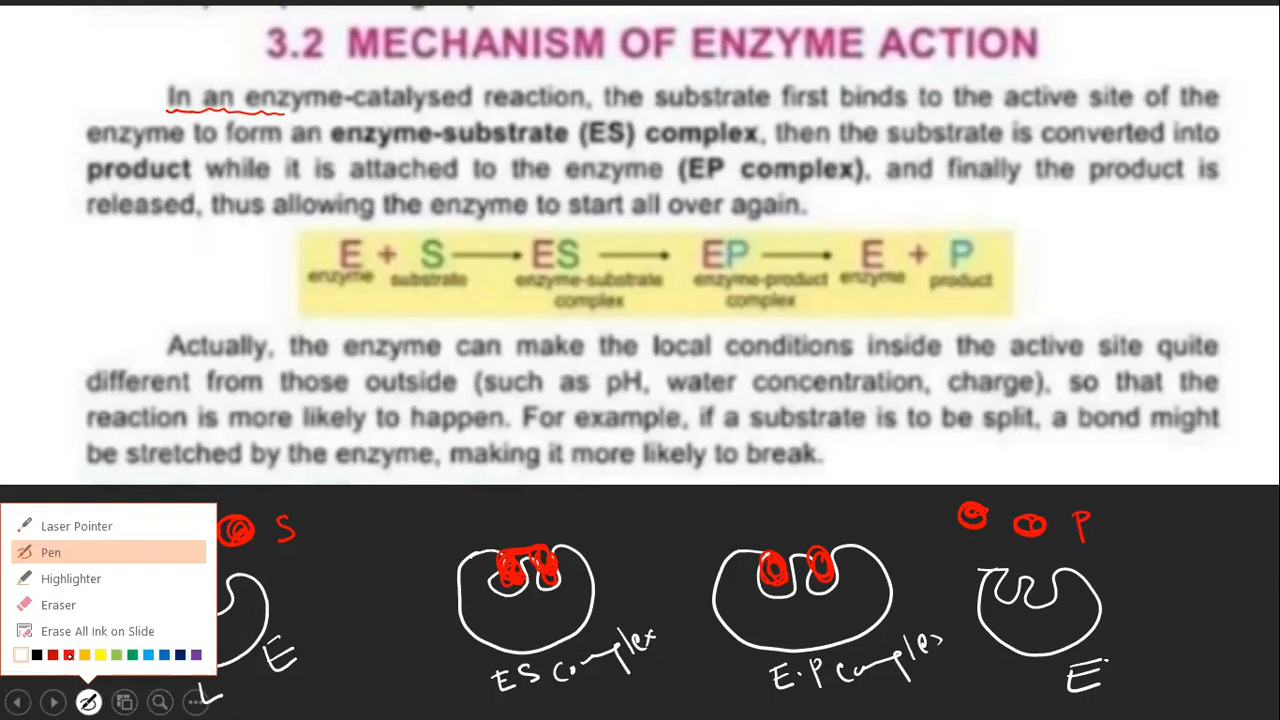 3.2 MECHANISM OF ENZYME ACTION
In an enzyme-catalysed reaction, the substrate first binds to the active site of the
enzyme to form an enzyme-substrate (ES) complex, then the substrate is converted into
product while it is attached to the enzyme (EP complex), and finally the product is
released, thus allowing the enzyme to start all over again.
E + S ES EP E + P
enzyme substrate enzyme-substrate enzyme-product enzyme product
complex complex
Actually, the enzyme can make the local conditions inside the active site quite
different from those outside (such as pH, water concentration, charge), so that the
reaction is more likely to happen. For example, if a substrate is to be split, a bond might
be stretched by the enzyme, making it more likely to break.
Laser Pointer
Pen
Highlighter
Eraser
Erase All Ink on Slide
S P
E ES complex E.P complex E